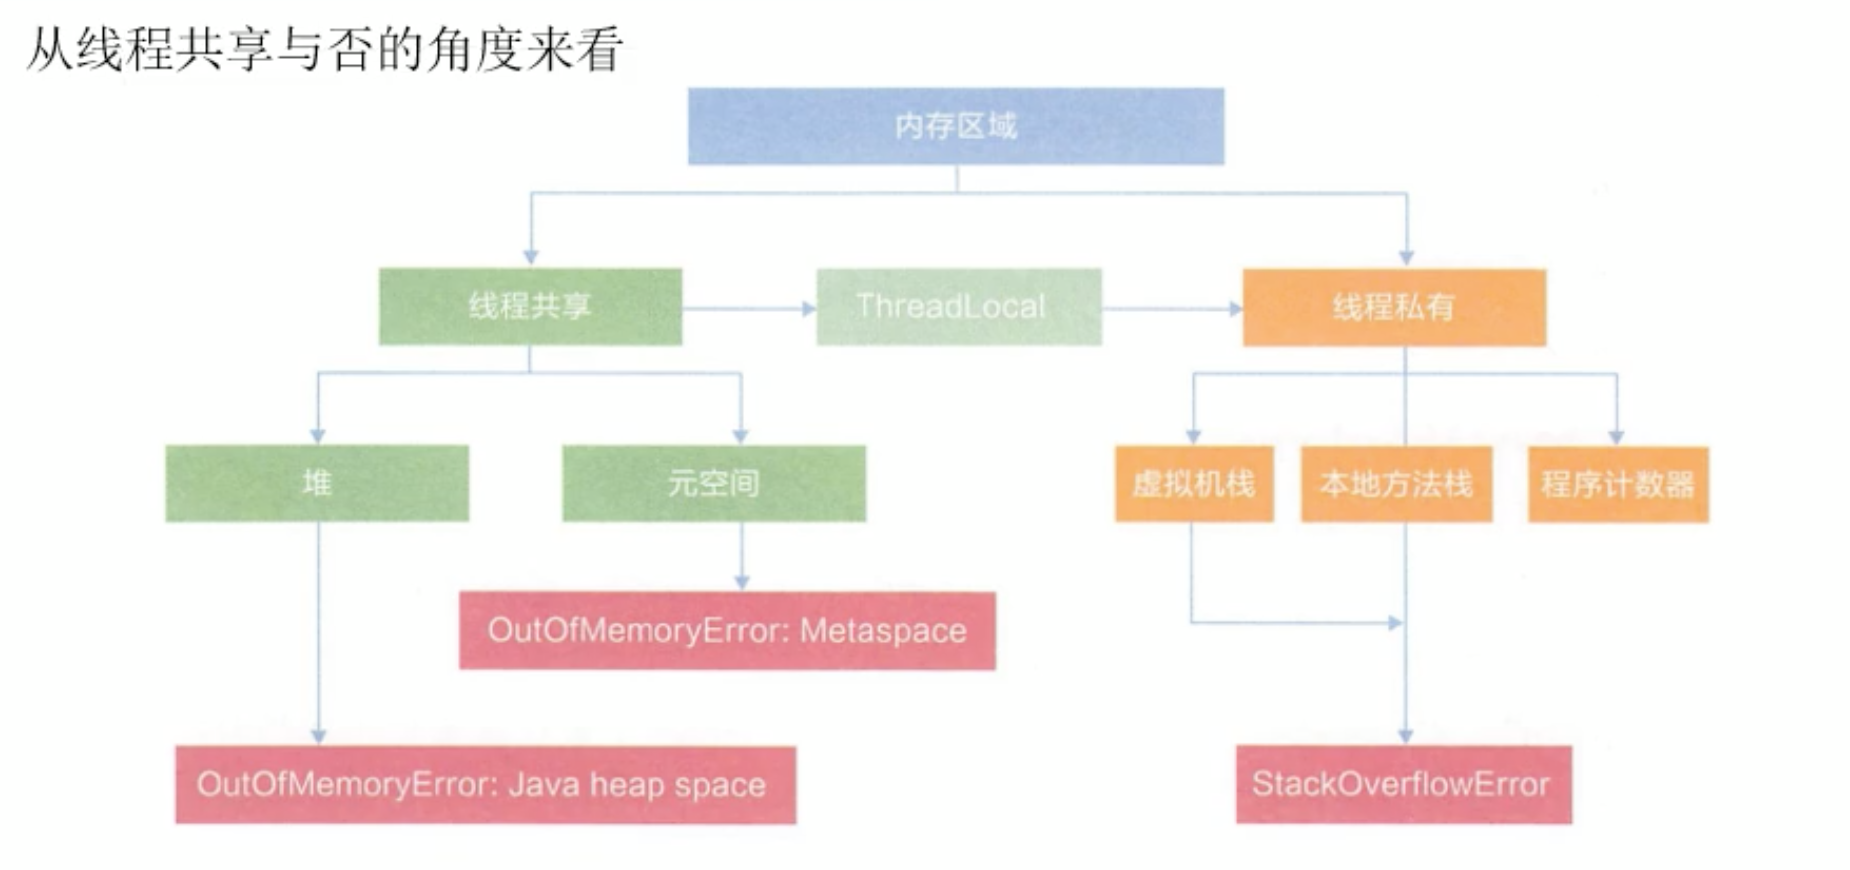 从线程共享与否的角度来看
内存区域
线程共享
ThreadLocal
线程私有
堆
元空间
虚拟机栈
本地方法栈
程序计数器
OutOfMemoryError: Metaspace
OutOfMemoryError: Java heap space
StackOverflowError